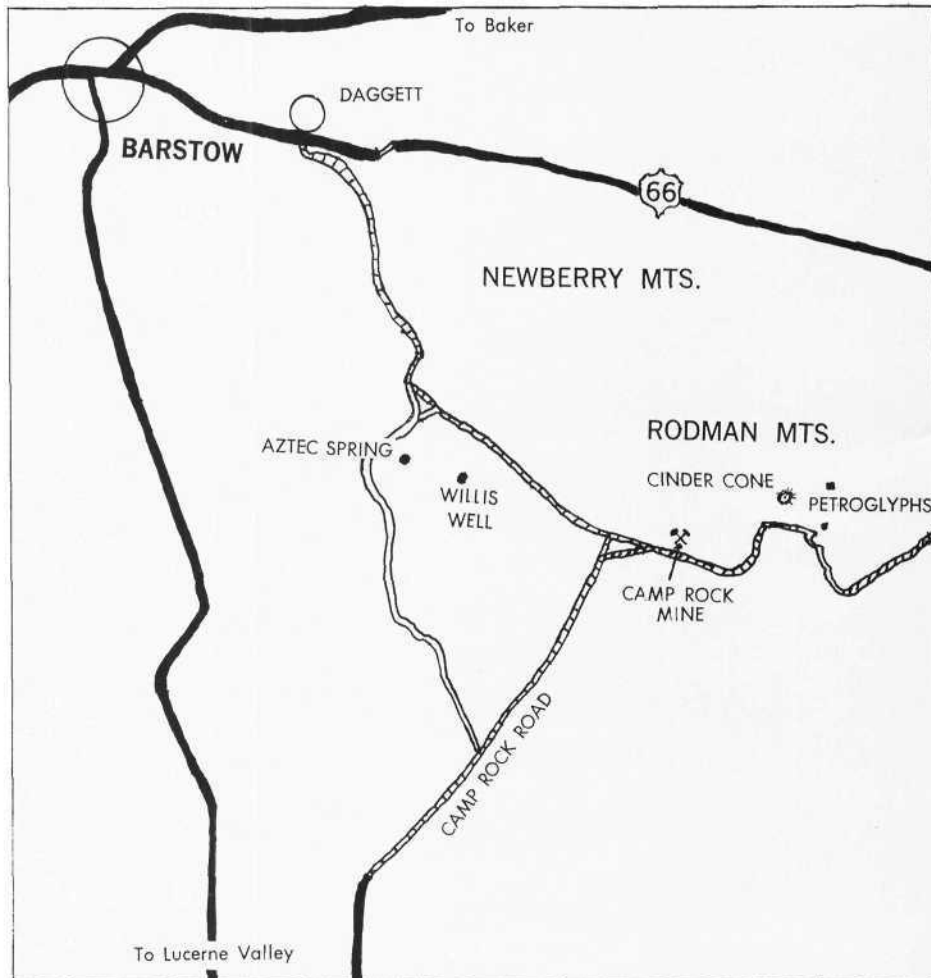 To Baker
DAGGETT
BARSTOW
66
NEWBERRY MTS.
RODMAN MTS.
AZTEC SPRING
CINDER CONE
WILLIS
WELL
PETROGLYPHS
CAMP ROCK
MINE
CAMP ROCK ROAD
To Lucerne Valley